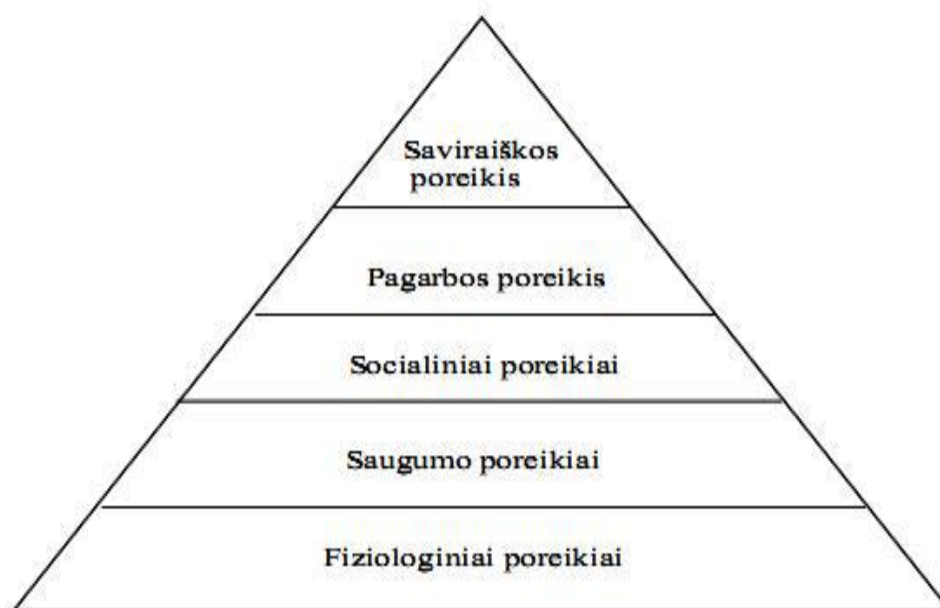 Saviraiškos
poreikis
Pagarbos poreikis
Socialiniai poreikiai
Saugumo poreikiai
Fiziologiniai poreikiai